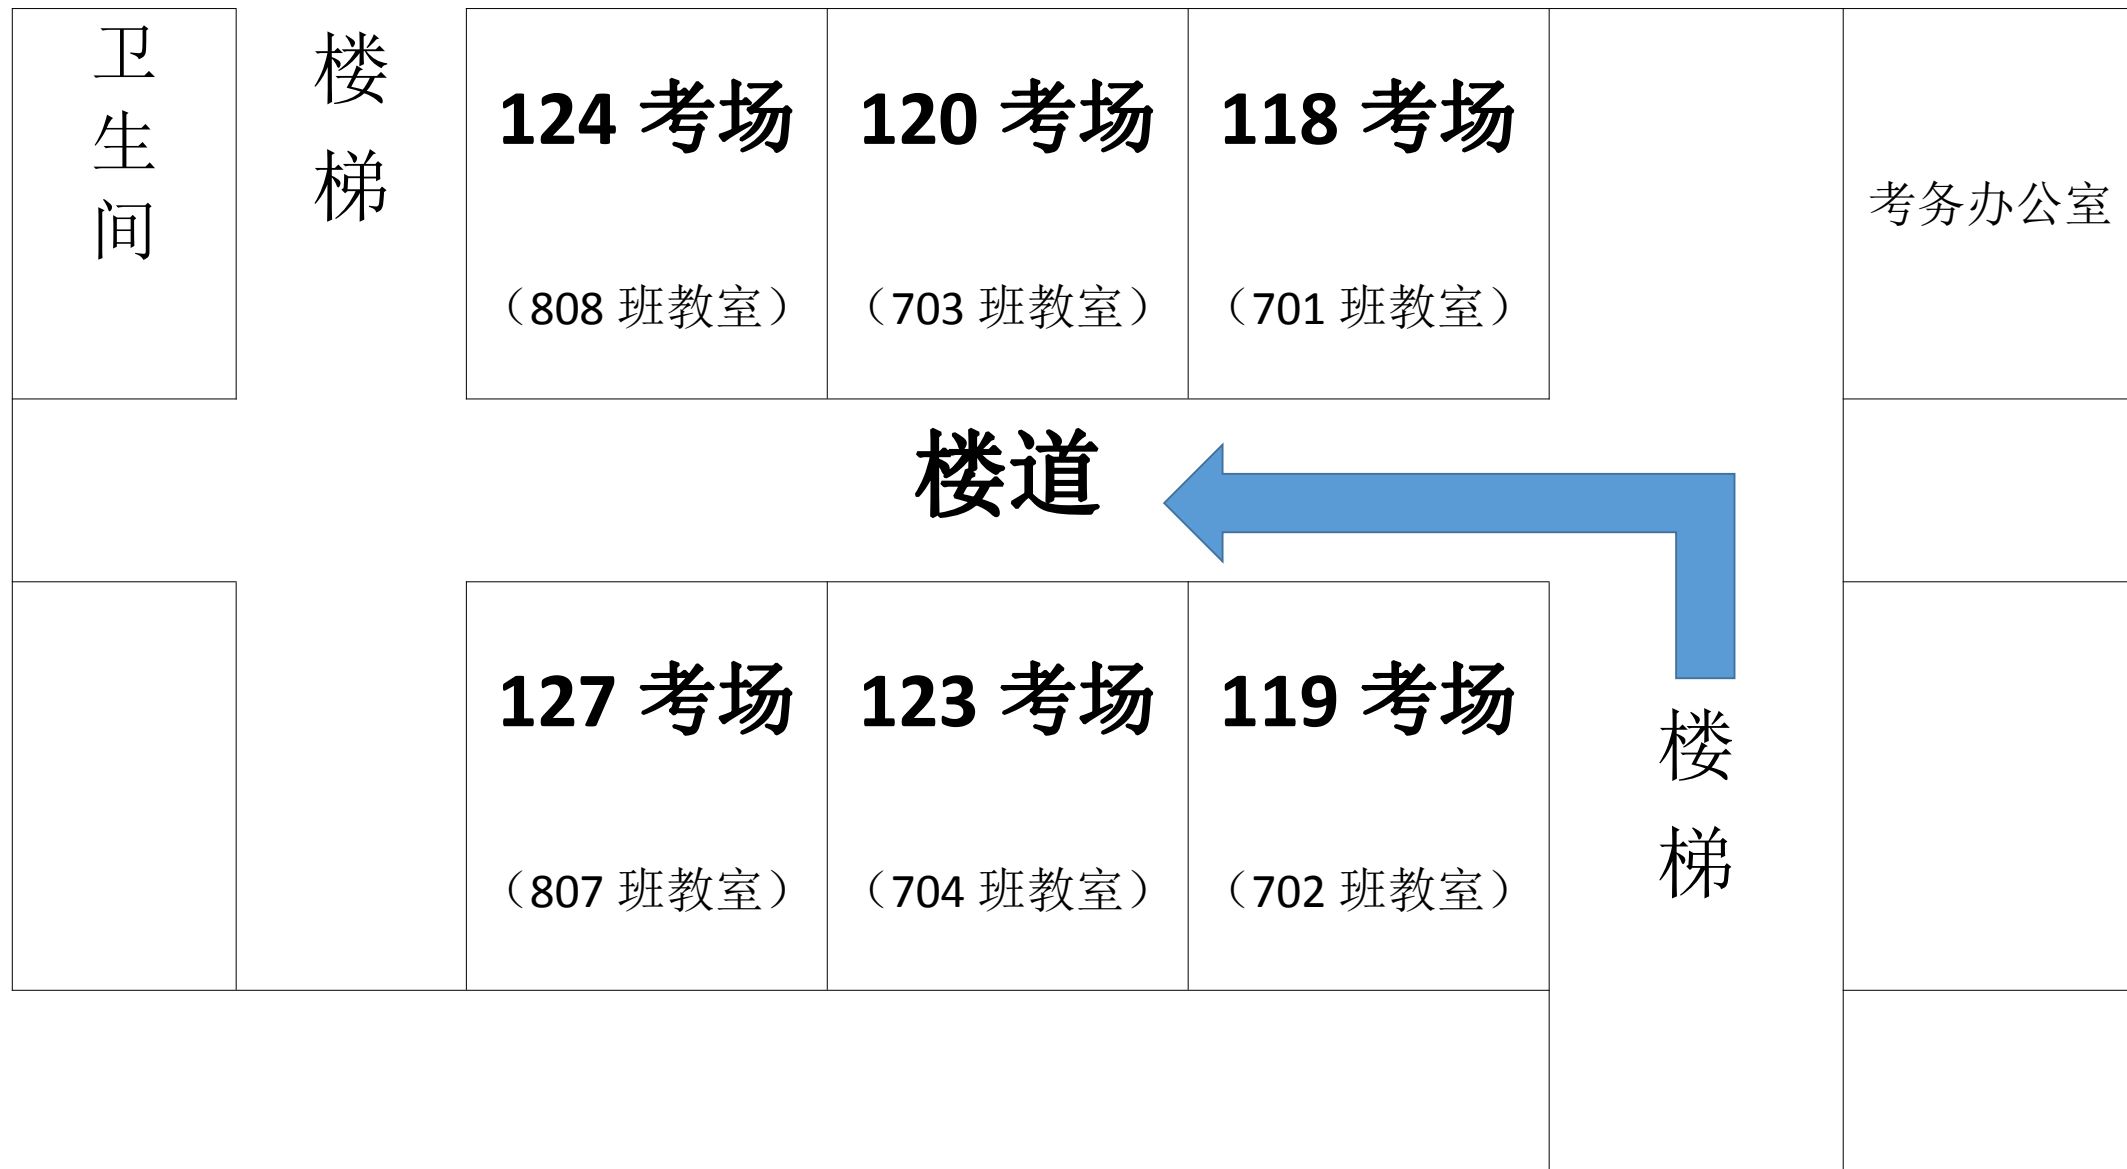 卫
生
间
楼
梯
124 考场
（808 班教室）
120 考场
（703 班教室）
118 考场
（701 班教室）
考务办公室
楼道
127 考场
（807 班教室）
123 考场
（704 班教室）
119 考场
（702 班教室）
楼
梯